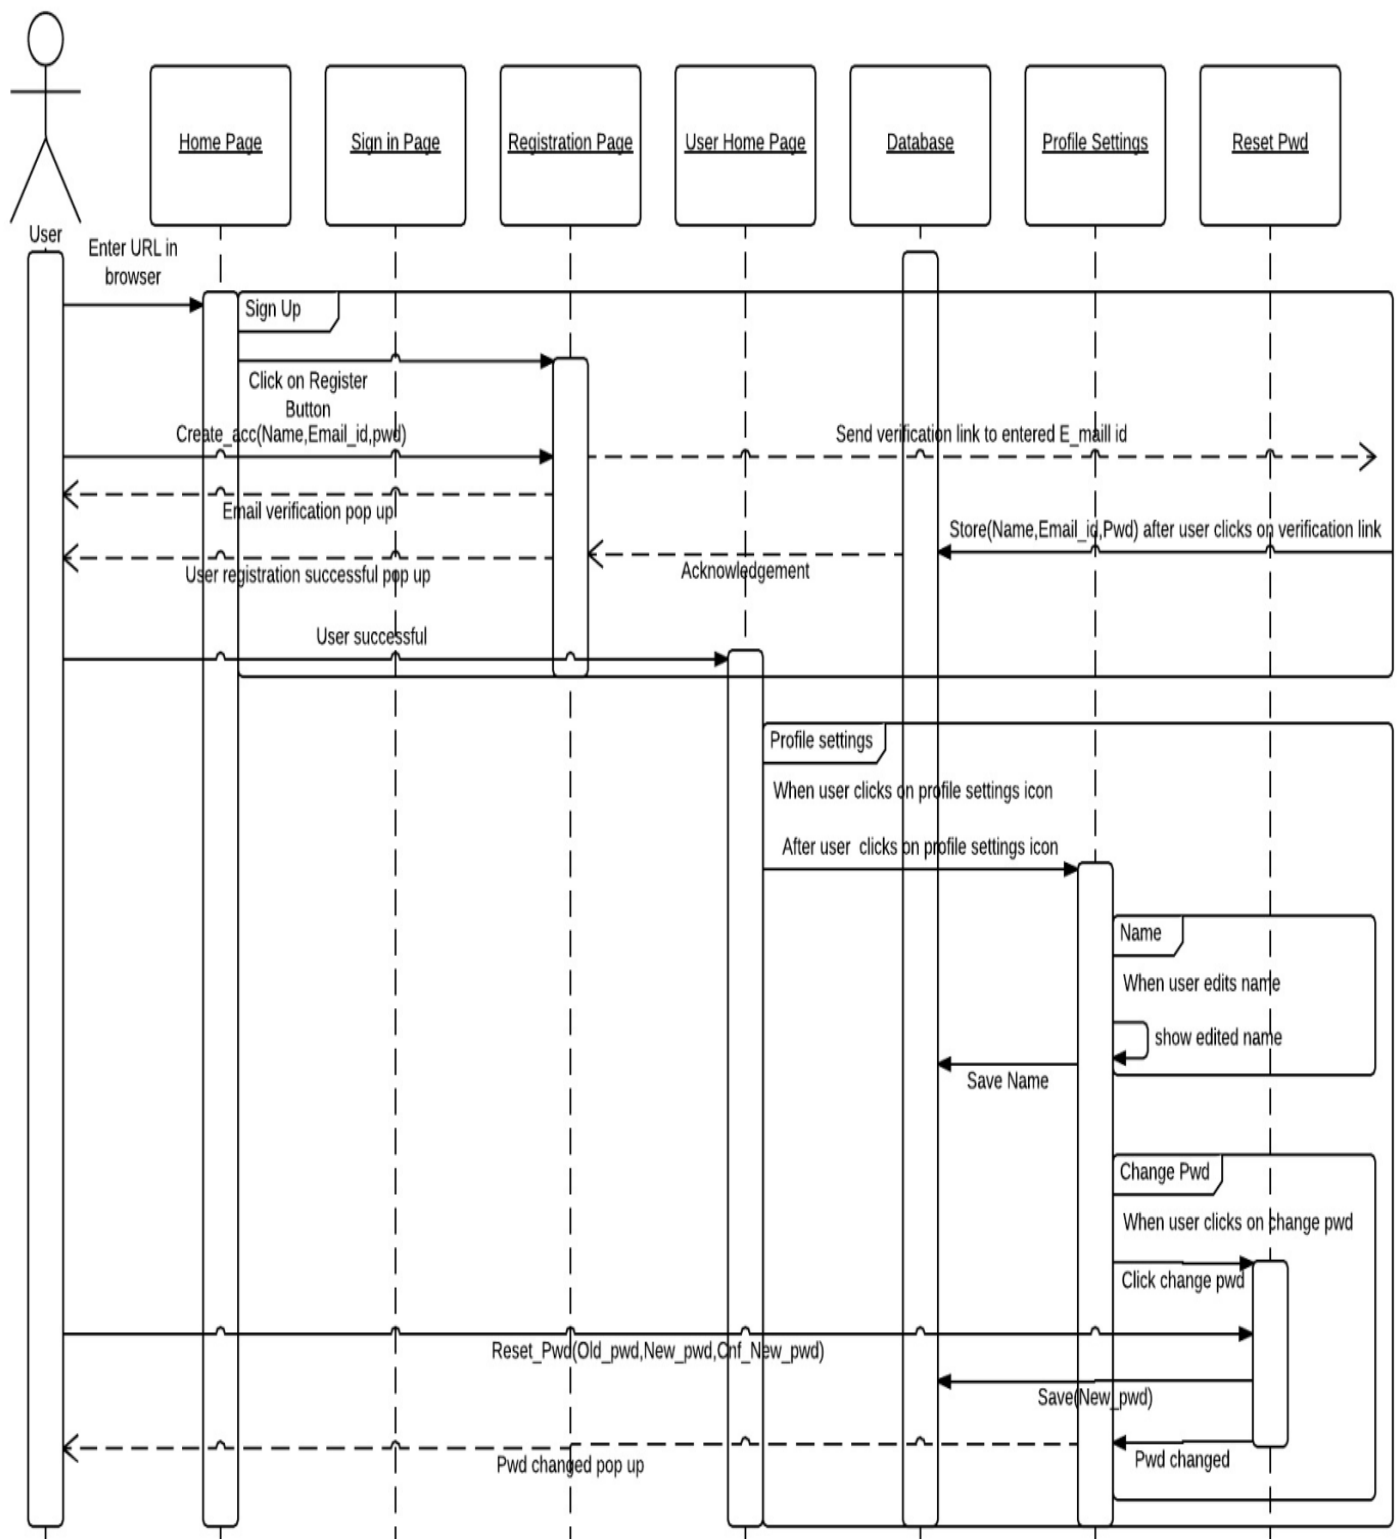 Home Page
Sign in Page
Registration Page
User Home Page
Database
Profile Settings
Reset Pwd
User
Enter URL in
browser
Sign Up
Click on Register
Button
Create_acc(Name,Email_id,pwd)
Send verification link to entered E_maill id
Email verification pop up
Store(Name,Email_id,Pwd) after user clicks on verification link
Acknowledgement
User registration successful pop up
User successful
Profile settings
When user clicks on profile settings icon
After user clicks on profile settings icon
Name
When user edits name
show edited name
Save Name
Change Pwd
When user clicks on change pwd
Click change pwd
Reset_Pwd(Old_pwd,New_pwd,Cnf_New_pwd)
Save(New_pwd)
Pwd changed
Pwd changed pop up